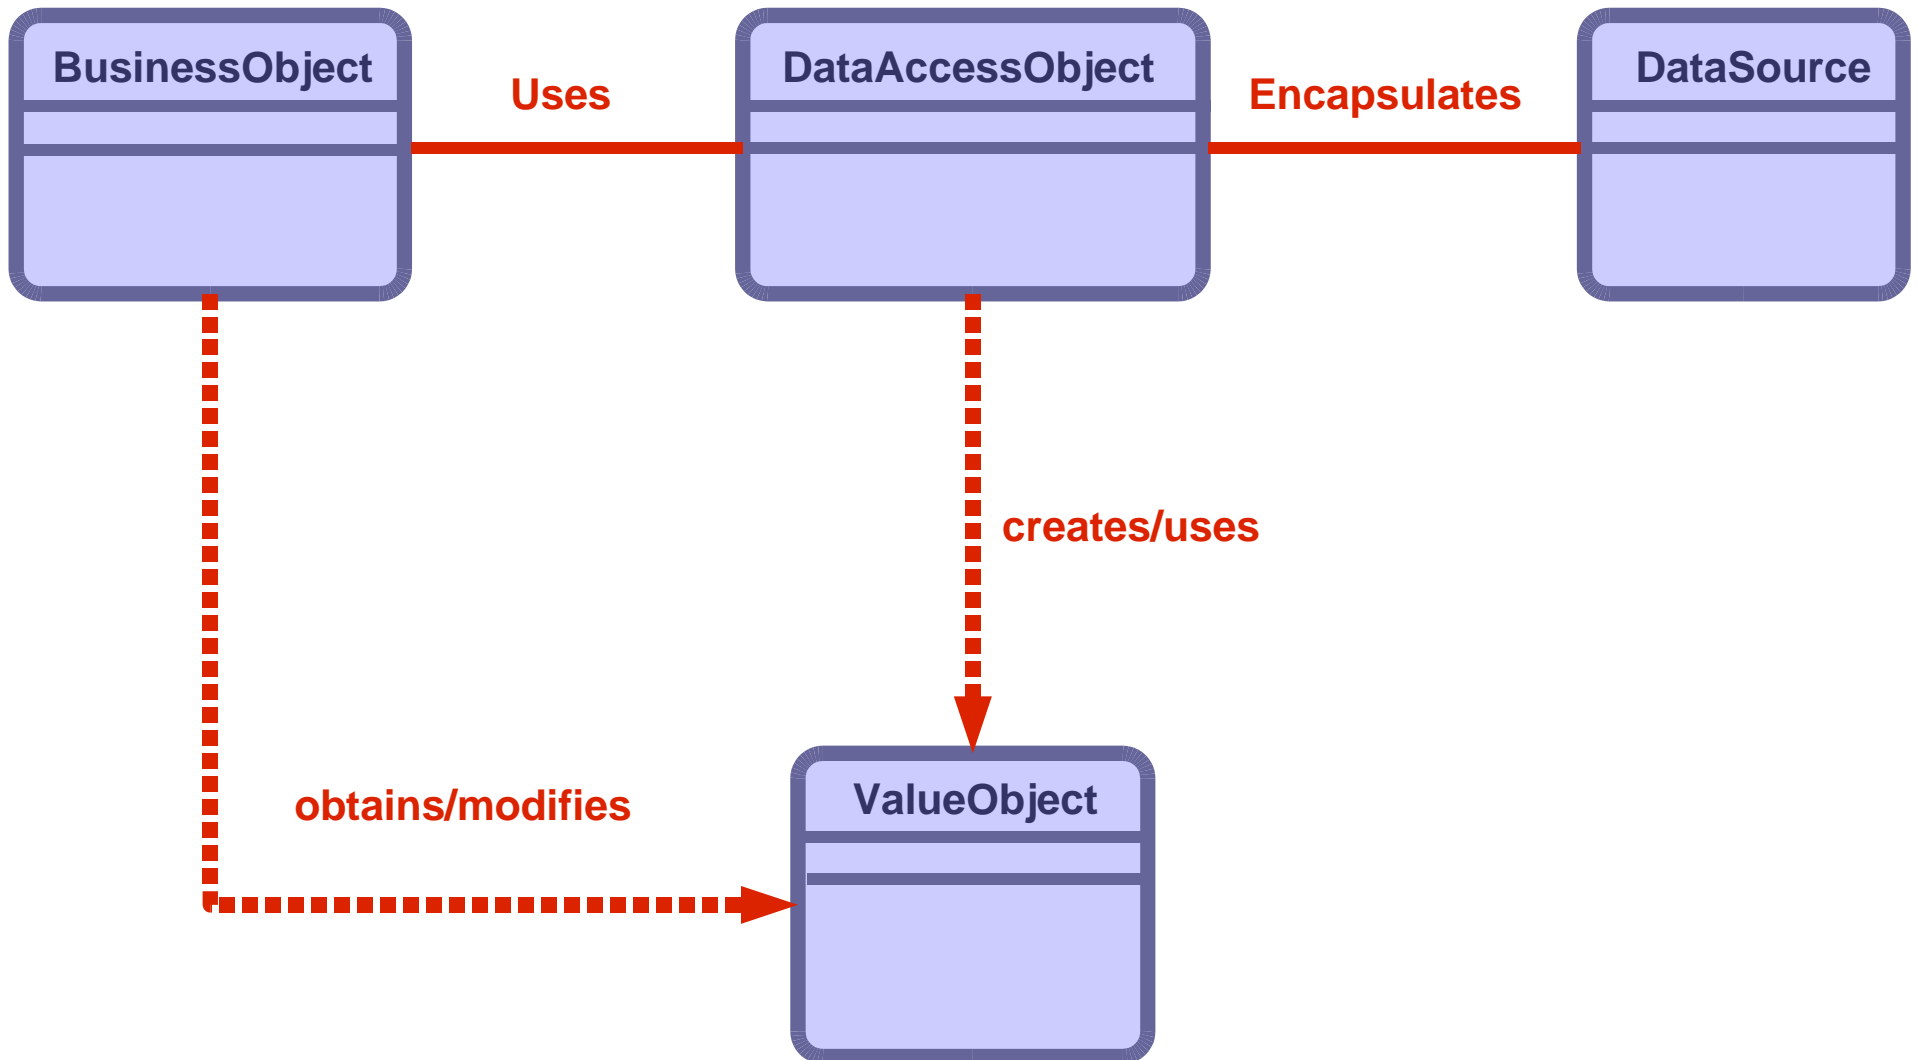 BusinessObject
Uses
DataAccessObject
Encapsulates
DataSource
creates/uses
obtains/modifies
ValueObject